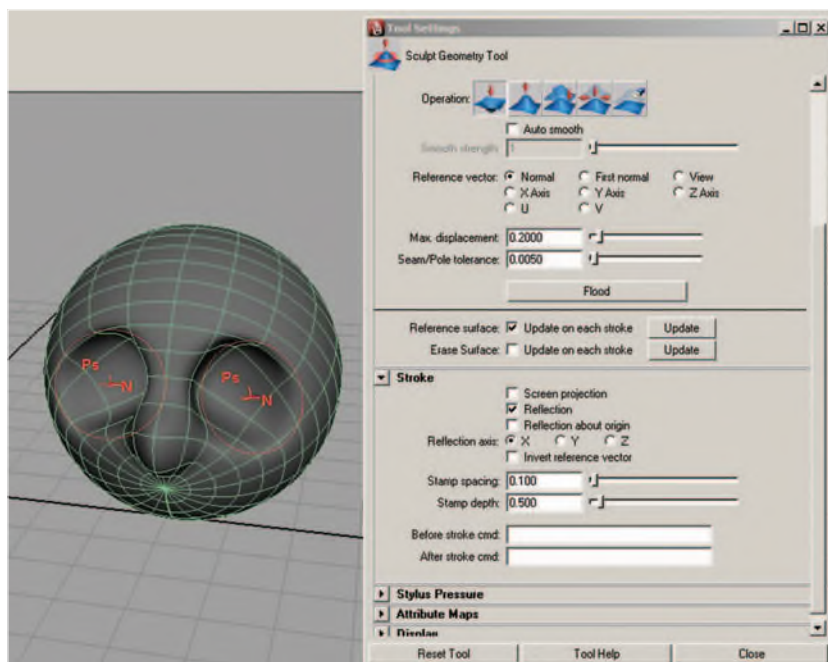 Tool Settings
Sculpt Geometry Tool
Operation:
Auto smooth
Smooth strength: 1
Reference vector: Normal First normal View
X Axis Y Axis Z Axis
U V
Max. displacement: 0.2000
Seam/Pole tolerance: 0.0050
Flood
Reference surface: Update on each stroke Update
Erase Surface: Update on each stroke Update
Stroke
Screen projection
Reflection
Reflection about origin
Reflection axis: X Y Z
Invert reference vector
Stamp spacing: 0.100
Stamp depth: 0.500
Before stroke cmd:
After stroke cmd:
Stylus Pressure
Attribute Maps
Display
Reset Tool Tool Help Close
Ps N
Ps N